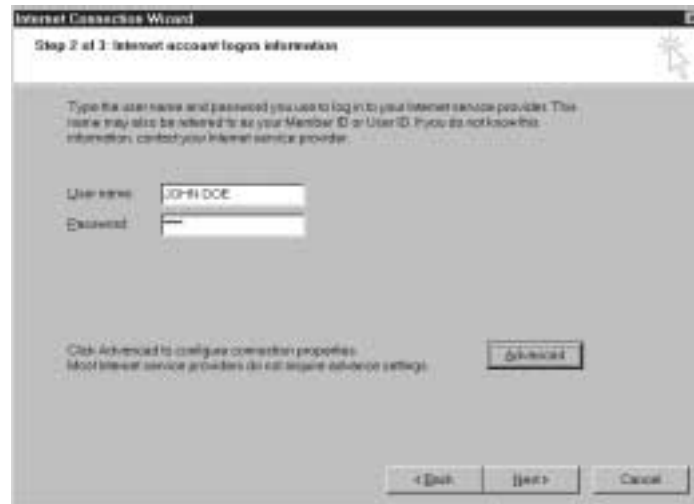 Internet Connection Wizard
Step 2 of 3: Internet account logon information
Type the user name and password you use to log in to your Internet service provider. This
name may also be referred to as your Member ID or User ID. If you do not know this
information, contact your Internet service provider.
User name: JOHN DOE
Password: ****
Click Advanced to configure connection properties.
Most Internet service providers do not require advance settings.
Advanced
< Back Next > Cancel